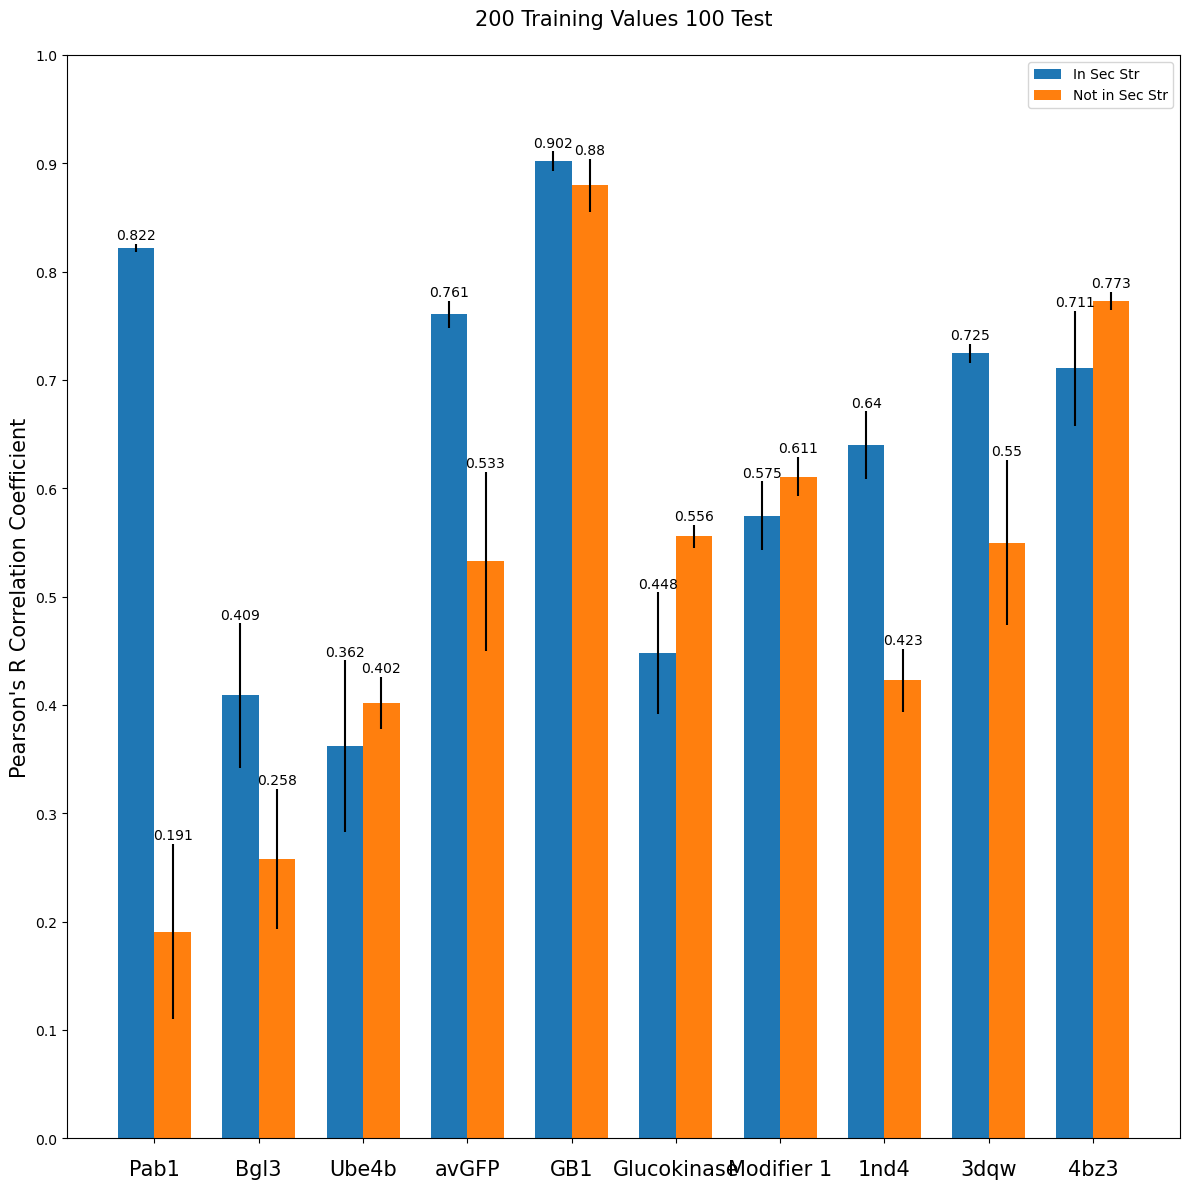 200 Training Values 100 Test
In Sec Str
Not in Sec Str
Pearson's R Correlation Coefficient
1.0
0.9
0.8
0.7
0.6
0.5
0.4
0.3
0.2
0.1
0.0
0.822
0.191
0.409
0.258
0.362
0.402
0.761
0.533
0.902
0.88
0.448
0.556
0.575
0.611
0.64
0.423
0.725
0.55
0.711
0.773
Pab1
Bgl3
Ube4b
avGFP
GB1
Glucokinase
Modifier 1
1nd4
3dqw
4bz3